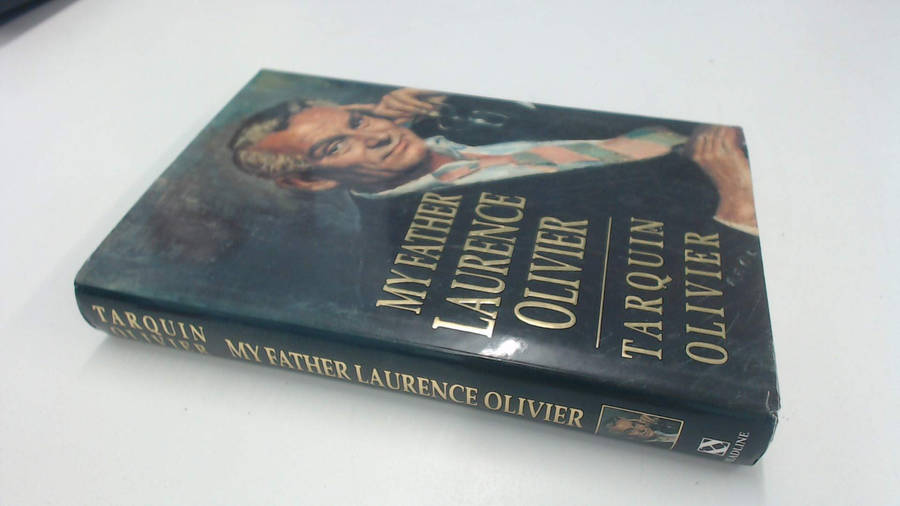 MY FATHER
LAURENCE
OLIVIER
TARQUIN
OLIVIER
TARQUIN
OLIVIER
MY FATHER LAURENCE OLIVIER